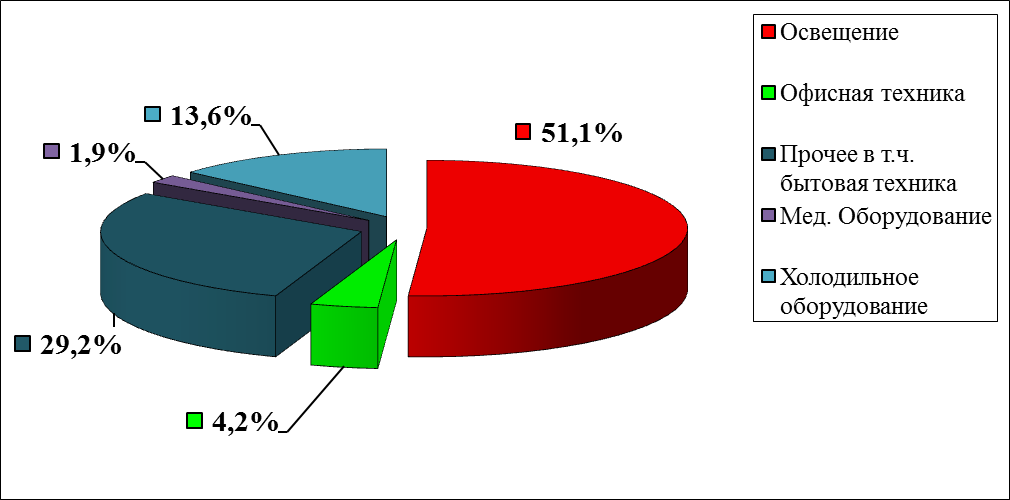 13,6%
1,9%
51,1%
29,2%
4,2%
Освещение
Офисная техника
Прочее в т.ч.
бытовая техника
Мед. Оборудование
Холодильное
оборудование